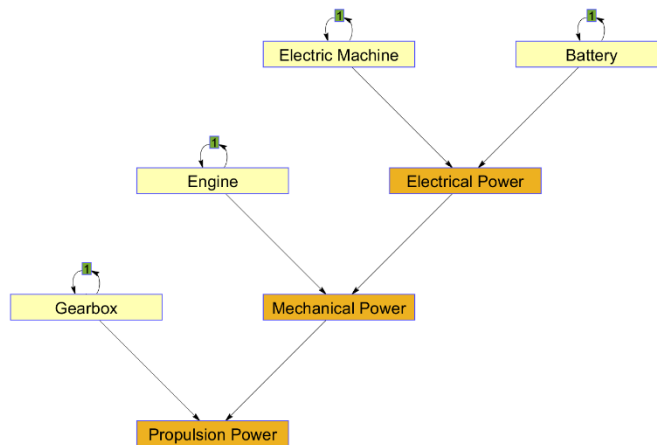 1
1
Electric Machine
Battery
1
Engine
Electrical Power
1
Gearbox
Mechanical Power
Propulsion Power